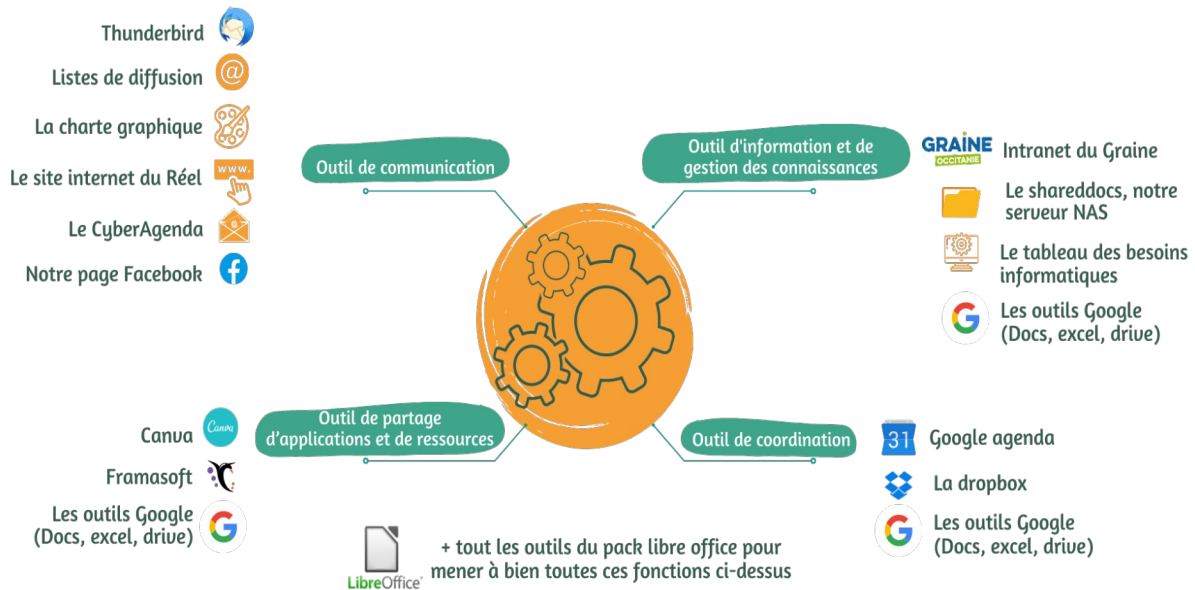 Thunderbird
Listes de diffusion
@
La charte graphique
Le site internet du Réel
www.
Le CyberAgenda
@
Notre page Facebook
Outil de communication
Outil d'information et de
gestion des connaissances
GRAINE
OCCITANIE
Intranet du Graine
Le shareddocs, notre
serveur NAS
Le tableau des besoins
informatiques
Les outils Google
(Docs, excel, drive)
Outil de partage
d'applications et de ressources
Canva
Canva
Framasoft
Les outils Google
(Docs, excel, drive)
Outil de coordination
31
Google agenda
La dropbox
Les outils Google
(Docs, excel, drive)
LibreOffice
+ tout les outils du pack libre office pour
mener à bien toutes ces fonctions ci-dessus